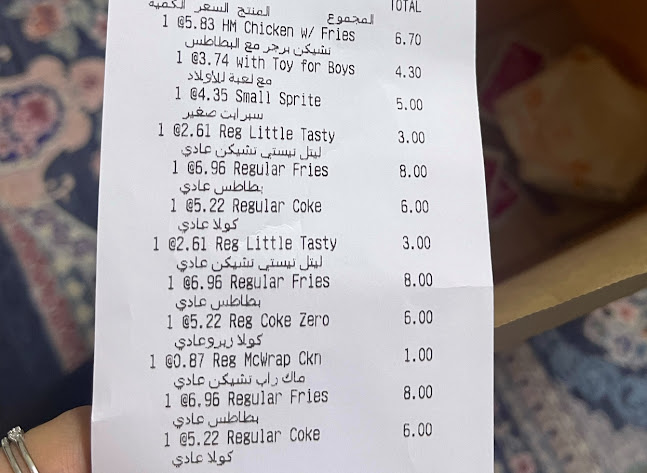 المنتج السعر الكمية
المجموع TOTAL
1 @5.83 HM Chicken W/ Fries 6.70
تشيكن برجر مع البطاطس
1 @3.74 With Toy for Boys 4.30
مع لعبة للأولاد
1 @4.35 Small Sprite 5.00
سبرايت صغير
1 @2.61 Reg Little Tasty 3.00
ليتل تيستي تشيكن عادي
1 @6.96 Regular Fries 8.00
بطاطس عادي
1 @5.22 Regular Coke 6.00
كولا عادي
1 @2.61 Reg Little Tasty 3.00
ليتل تيستي تشيكن عادي
1 @6.96 Regular Fries 8.00
بطاطس عادي
1 @5.22 Reg Coke Zero 6.00
كولا زيروعادي
1 @0.87 Reg McWrap Ckn 1.00
ماك راب تشيكن عادي
1 @6.96 Regular Fries 8.00
بطاطس عادي
1 @5.22 Regular Coke 6.00
كولا عادي